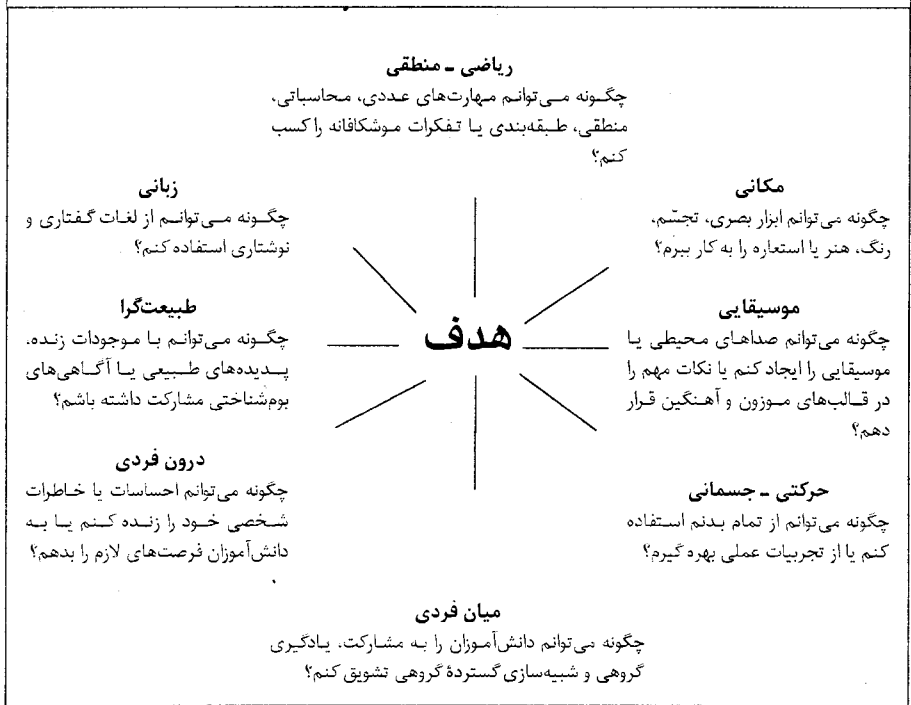 ریاضی ـ منطقی
چگونه می‌توانم مهارت‌های عددی، محاسباتی،
منطقی، طبقه‌بندی یا تفکرات موشکافانه را کسب
کنم؟
مکانی
چگونه می‌توانم ابزار بصری، تجسّم،
رنگ، هنر یا استعاره را به کار ببرم؟
زبانی
چگونه می‌توانم از لغات گفتاری و
نوشتاری استفاده کنم؟
موسیقایی
چگونه می‌توانم صداهای محیطی یا
موسیقایی را ایجاد کنم یا نکات مهم را
در قالب‌های موزون و آهنگین قرار
دهم؟
هدف
طبیعت‌گرا
چگونه می‌توانم با موجودات زنده،
پدیده‌های طبیعی یا آگاهی‌های
بوم‌شناختی مشارکت داشته باشم؟
حرکتی ـ جسمانی
چگونه می‌توانم از تمام بدنم استفاده
کنم یا از تجربیات عملی بهره گیرم؟
درون فردی
چگونه می‌توانم احساسات یا خاطرات
شخصی خود را زنده کنم یا به
دانش‌آموزان فرصت‌های لازم را بدهم؟
میان فردی
چگونه می‌توانم دانش‌آموزان را به مشارکت، یادگیری
گروهی و شبیه‌سازی گستردهٔ گروهی تشویق کنم؟